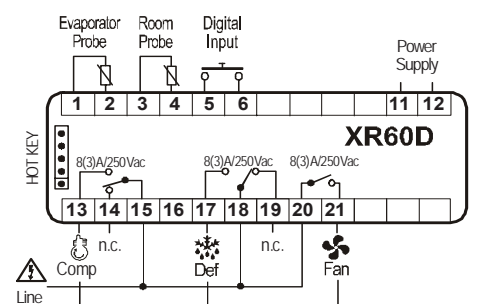 Evaporator Probe
Room Probe
Digital Input
Power Supply
1 2 3 4 5 6 11 12
XR60D
HOT KEY
8(3)A/250Vac 8(3)A/250Vac 8(3)A/250Vac
13 14 15 16 17 18 19 20 21
Comp n.c. Def n.c. Fan
Line